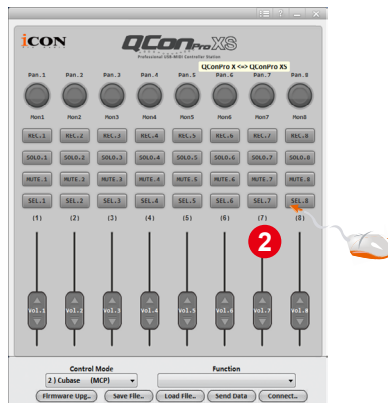 ? – x
iCON QConPro XS
Professional USB-MIDI Controller Station
QConPro X <=> QConPro XS
Pan.1 Pan.2 Pan.3 Pan.4 Pan.5 Pan.6 Pan.7 Pan.8
Mon1 Mon2 Mon3 Mon4 Mon5 Mon6 Mon7 Mon8
REC.1 REC.2 REC.3 REC.4 REC.5 REC.6 REC.7 REC.8
SOLO.1 SOLO.2 SOLO.3 SOLO.4 SOLO.5 SOLO.6 SOLO.7 SOLO.8
MUTE.1 MUTE.2 MUTE.3 MUTE.4 MUTE.5 MUTE.6 MUTE.7 MUTE.8
SEL.1 SEL.2 SEL.3 SEL.4 SEL.5 SEL.6 SEL.7 SEL.8
(1) (2) (3) (4) (5) (6) (7) (8)
2
Vol.1 Vol.2 Vol.3 Vol.4 Vol.5 Vol.6 Vol.7 Vol.8
Control Mode Function
2 ) Cubase (MCP)
Firmware Upg.. Save File.. Load File.. Send Data Connect..